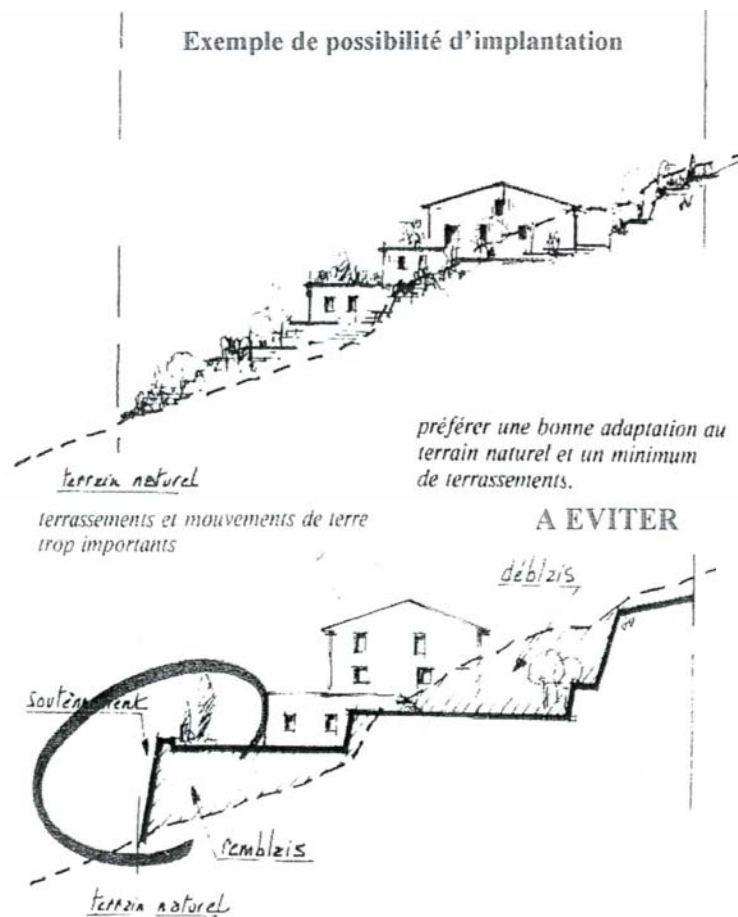 Exemple de possibilité d'implantation
préférer une bonne adaptation au
terrain naturel et un minimum
de terrassements.
terrain naturel
terrassements et mouvements de terre
trop importants
A EVITER
déblais
soutènement
remblais
terrain naturel